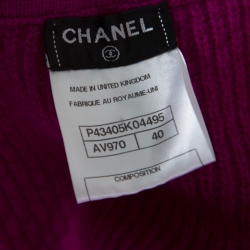 CHANEL
MADE IN UNITED KINGDOM
FABRIQUE AU ROYAUME-UNI
P43405K04495
AV970 40
COMPOSITION